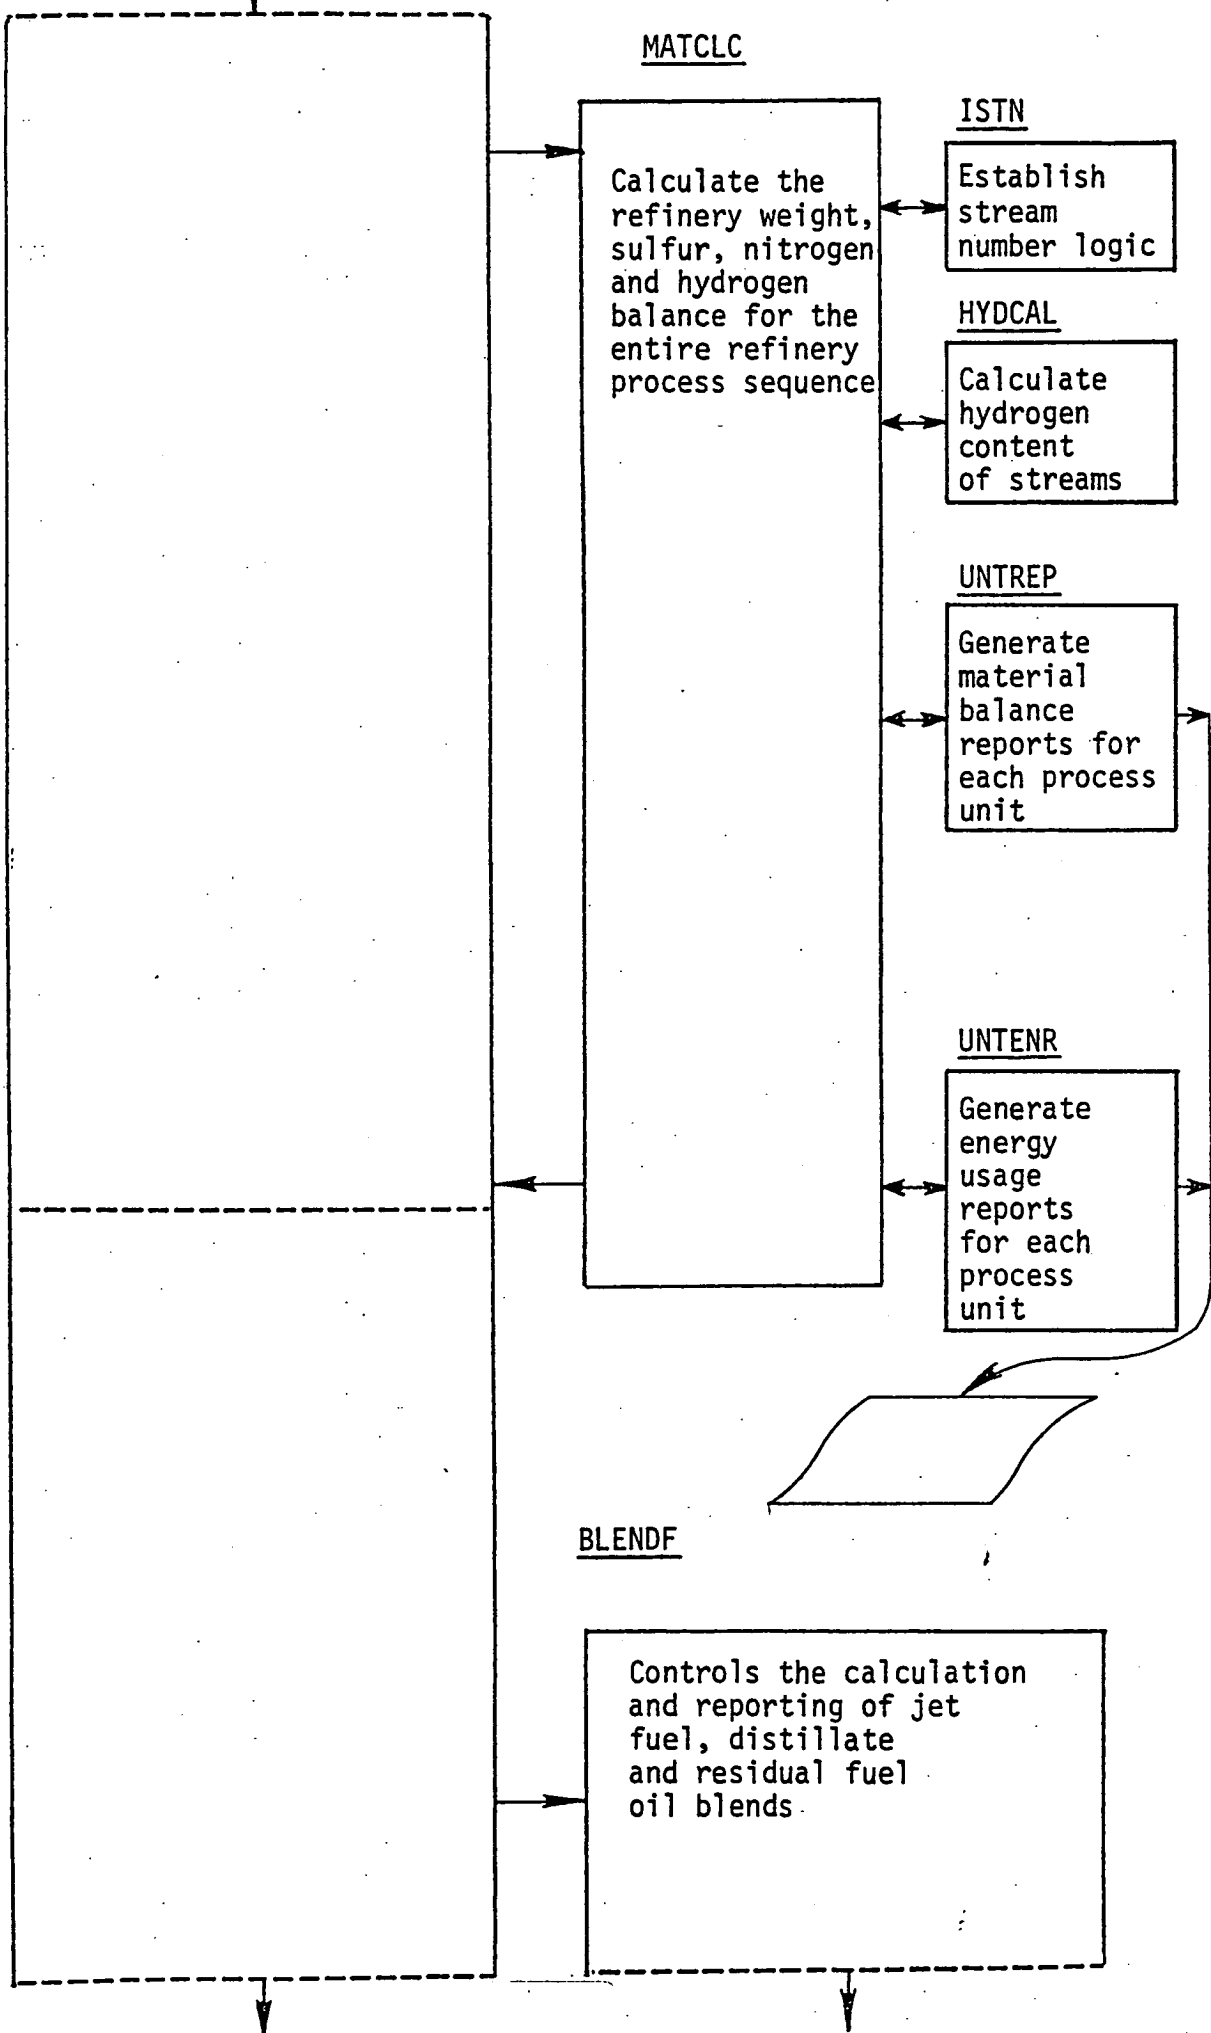 MATCLC
Calculate the
refinery weight,
sulfur, nitrogen
and hydrogen
balance for the
entire refinery
process sequence
ISTN
Establish
stream
number logic
HYDCAL
Calculate
hydrogen
content
of streams
UNTREP
Generate
material
balance
reports for
each process
unit
UNTENR
Generate
energy
usage
reports
for each
process
unit
BLENDF
Controls the calculation
and reporting of jet
fuel, distillate
and residual fuel
oil blends